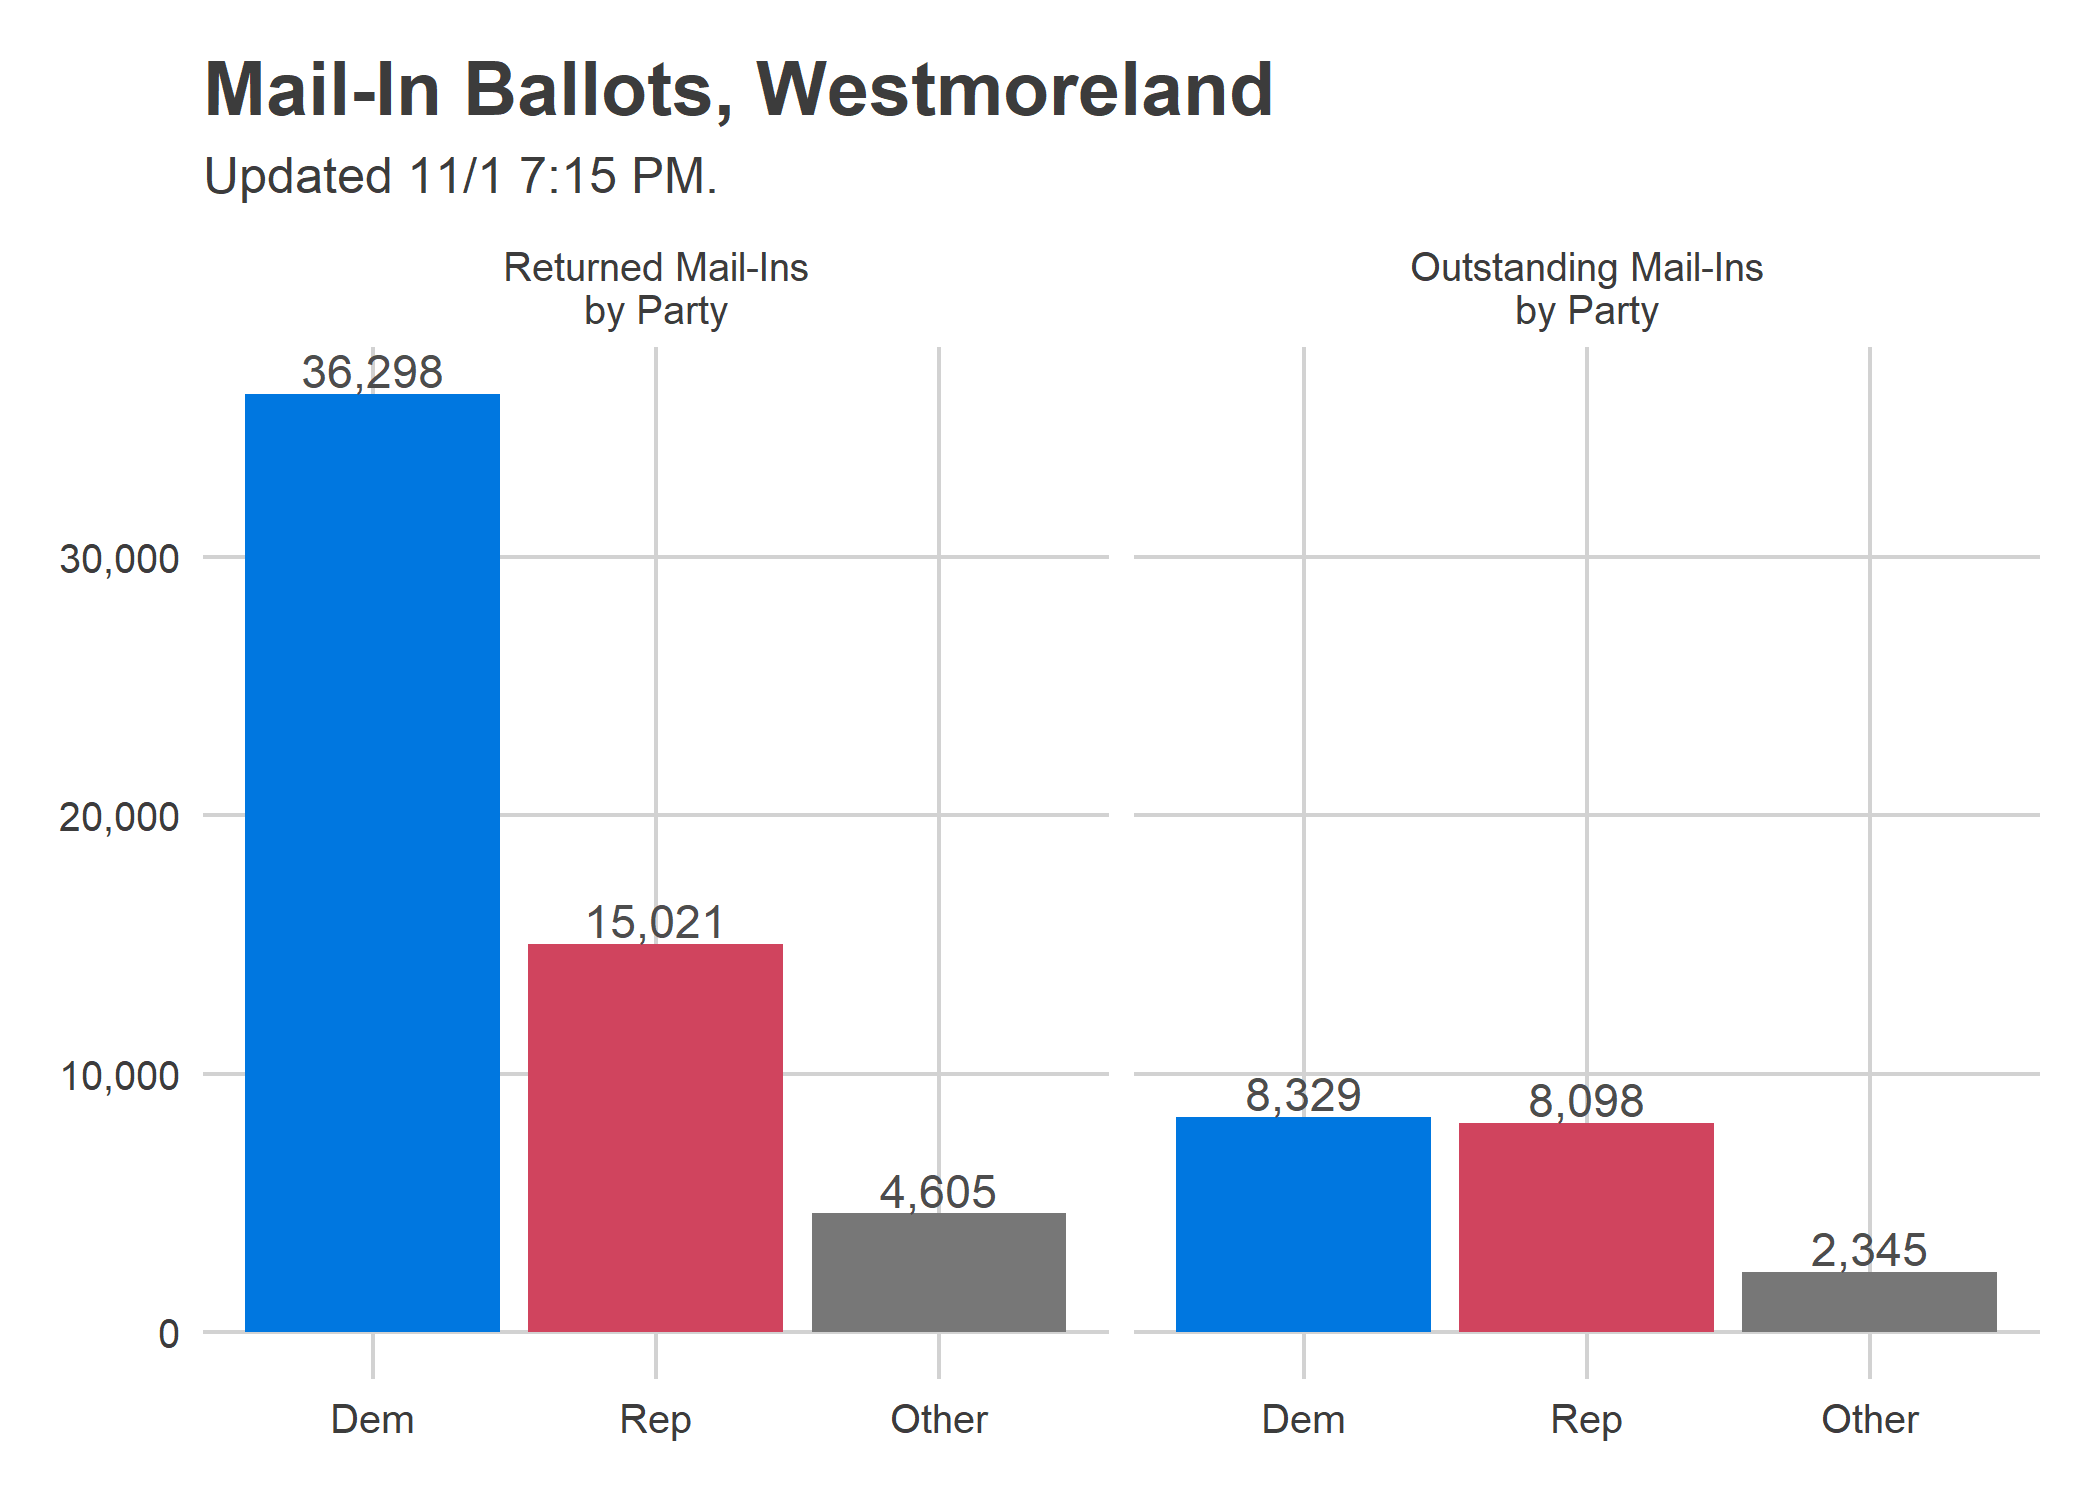 Mail-In Ballots, Westmoreland
Updated 11/1 7:15 PM.
Returned Mail-Ins
by Party
36,298
15,021
4,605
30,000
20,000
10,000
0
Dem
Rep
Other
Outstanding Mail-Ins
by Party
8,329
8,098
2,345
Dem
Rep
Other